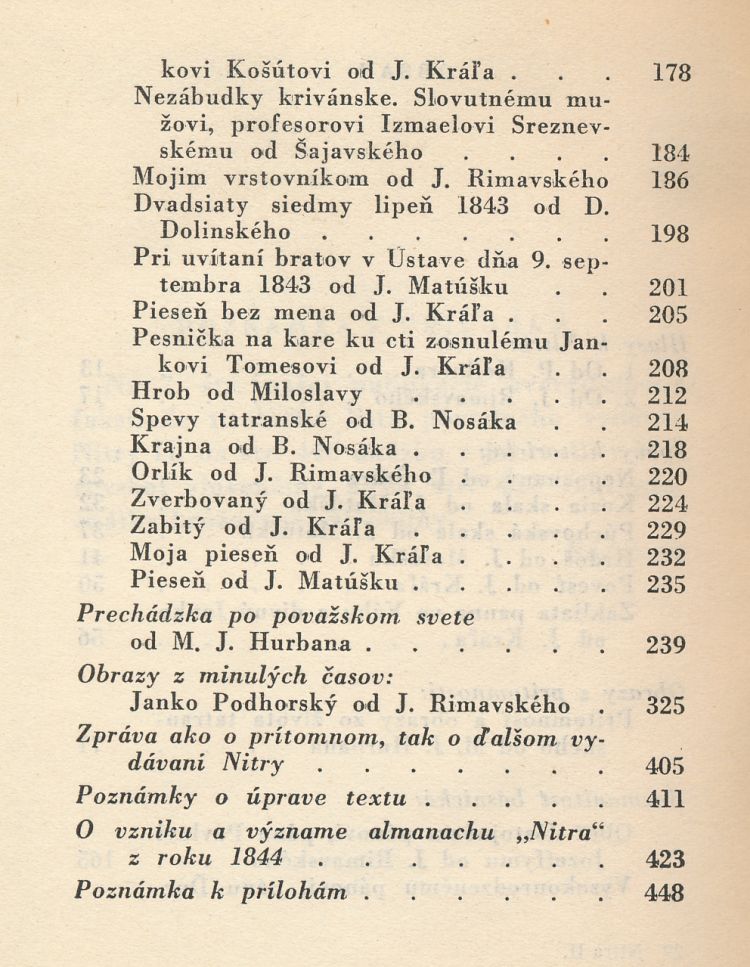 kovi Košútovi od J. Kráľa . . . 178
Nezábudky krivánske. Slovutnému mu-
žovi, profesorovi Izmaelovi Sreznev-
skému od Šajavského . . . . 184
Mojim vrstovníkom od J. Rimavského 186
Dvadsiaty siedmy lipeň 1843 od D.
Dolinského . . . . . . . 198
Pri uvítaní bratov v Ústave dňa 9. sep-
tembra 1843 od J. Matúšku . . 201
Pieseň bez mena od J. Kráľa . . . 205
Pesnička na kare ku cti zosnulému Jan-
kovi Tomesovi od J. Kráľa . . 208
Hrob od Miloslavy . . . . . 212
Spevy tatranské od B. Nosáka . . 214
Krajna od B. Nosáka . . . . . 218
Orlík od J. Rimavského . . . . 220
Zverbovaný od J. Kráľa . . . . 224
Zabitý od J. Kráľa . . . . . 229
Moja pieseň od J. Kráľa . . . . 232
Pieseň od J. Matúšku . . . . . 235
Prechádzka po považskom svete
od M. J. Hurbana . . . . . . 239
Obrazy z minulých časov:
Janko Podhorský od J. Rimavského . 325
Zpráva ako o prítomnom, tak o ďalšom vy-
dávaní Nitry . . . . . . . 405
Poznámky o úprave textu . . . . . 411
O vzniku a význame almanachu „Nitra“
z roku 1844 . . . . . . . 423
Poznámka k prílohám . . . . . . 448